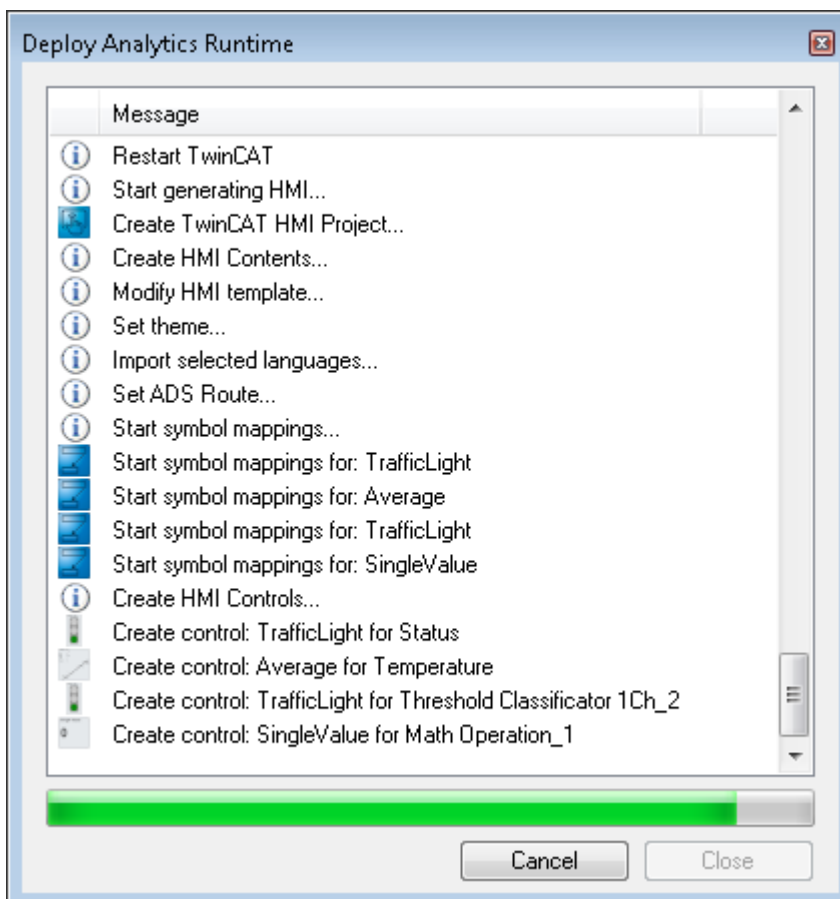 Deploy Analytics Runtime
Message
Restart TwinCAT
Start generating HMI...
Create TwinCAT HMI Project...
Create HMI Contents...
Modify HMI template...
Set theme...
Import selected languages...
Set ADS Route...
Start symbol mappings...
Start symbol mappings for: TrafficLight
Start symbol mappings for: Average
Start symbol mappings for: TrafficLight
Start symbol mappings for: SingleValue
Create HMI Controls...
Create control: TrafficLight for Status
Create control: Average for Temperature
Create control: TrafficLight for Threshold Classificator 1Ch_2
Create control: SingleValue for Math Operation_1
Cancel Close